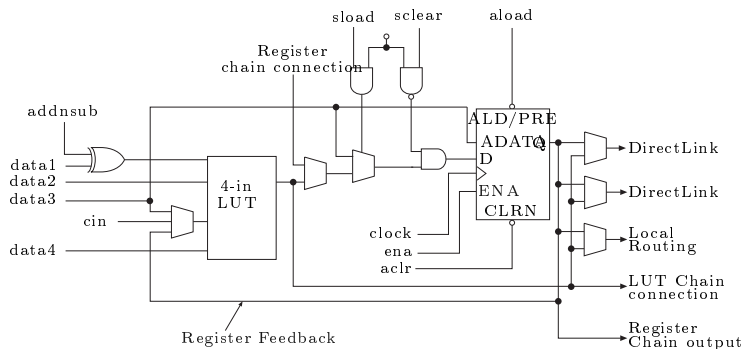 sload
sclear
aload
Register
chain connection
addnsub
ALD/PRE
data1
ADATA
Q
DirectLink
data2
D
4-in
LUT
data3
ENA
DirectLink
cin
CLRN
clock
Local
Routing
data4
ena
aclr
LUT Chain
connection
Register Feedback
Register
Chain output